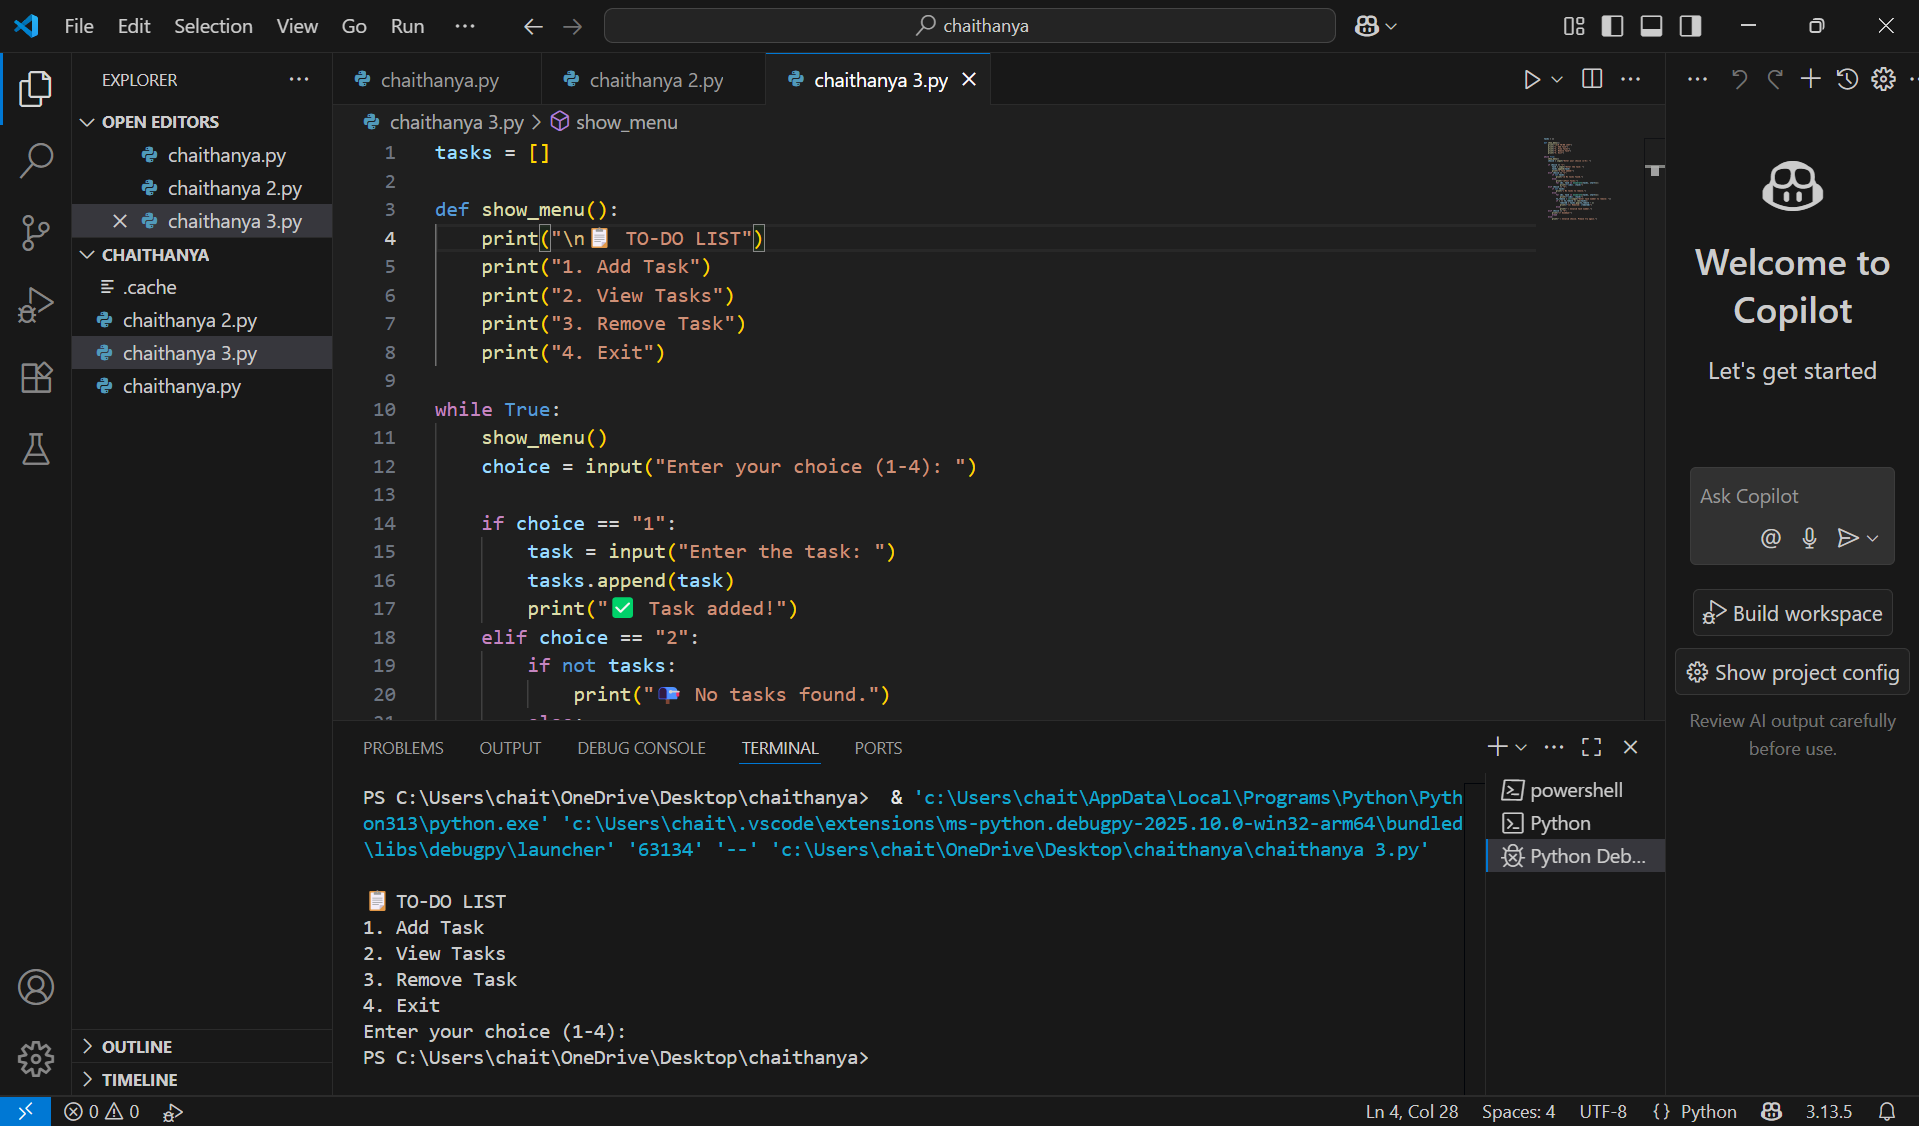 File Edit Selection View Go Run ···
chaithanya
EXPLORER ···
OPEN EDITORS
chaithanya.py
chaithanya 2.py
chaithanya 3.py
CHAITHANYA
.cache
chaithanya 2.py
chaithanya 3.py
chaithanya.py
OUTLINE
TIMELINE
chaithanya.py chaithanya 2.py chaithanya 3.py
chaithanya 3.py > show_menu
1 tasks = []
2
3 def show_menu():
4     print("\n📋 TO-DO LIST")
5     print("1. Add Task")
6     print("2. View Tasks")
7     print("3. Remove Task")
8     print("4. Exit")
9
10 while True:
11     show_menu()
12     choice = input("Enter your choice (1-4): ")
13
14     if choice == "1":
15         task = input("Enter the task: ")
16         tasks.append(task)
17         print("✅ Task added!")
18     elif choice == "2":
19         if not tasks:
20             print("📭 No tasks found.")
PROBLEMS OUTPUT DEBUG CONSOLE TERMINAL PORTS
PS C:\Users\chait\OneDrive\Desktop\chaithanya>  & 'c:\Users\chait\AppData\Local\Programs\Python\Pyth
on313\python.exe' 'c:\Users\chait\.vscode\extensions\ms-python.debugpy-2025.10.0-win32-arm64\bundled
\libs\debugpy\launcher' '63134' '--' 'c:\Users\chait\OneDrive\Desktop\chaithanya\chaithanya 3.py'
📋 TO-DO LIST
1. Add Task
2. View Tasks
3. Remove Task
4. Exit
Enter your choice (1-4):
PS C:\Users\chait\OneDrive\Desktop\chaithanya>
powershell
Python
Python Deb...
Welcome to
Copilot
Let's get started
Ask Copilot
Build workspace
Show project config
Review AI output carefully
before use.
0 0
Ln 4, Col 28 Spaces: 4 UTF-8 {} Python 3.13.5